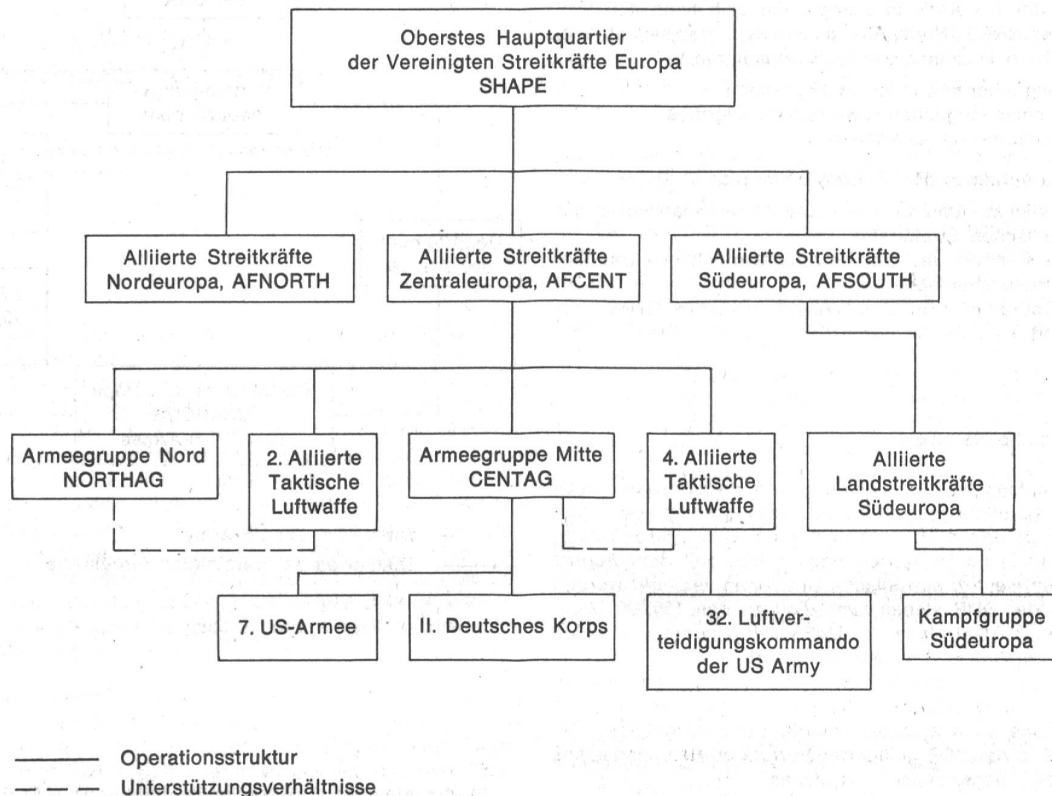 Oberstes Hauptquartier
der Vereinigten Streitkräfte Europa
SHAPE
Alliierte Streitkräfte
Nordeuropa, AFNORTH
Alliierte Streitkräfte
Zentraleuropa, AFCENT
Alliierte Streitkräfte
Südeuropa, AFSOUTH
Armeegruppe Nord
NORTHAG
2. Alliierte
Taktische
Luftwaffe
Armeegruppe Mitte
CENTAG
4. Alliierte
Taktische
Luftwaffe
Alliierte
Landstreitkräfte
Südeuropa
7. US-Armee
II. Deutsches Korps
32. Luftver-
teidigungskommando
der US Army
Kampfgruppe
Südeuropa
Operationsstruktur
Unterstützungsverhältnisse